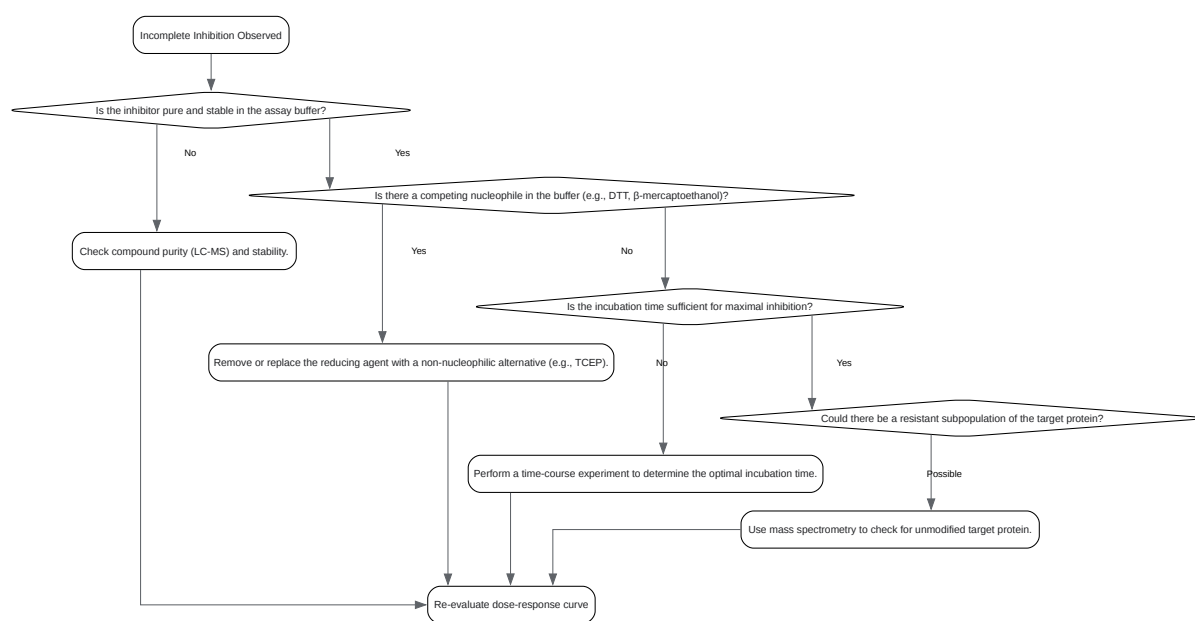 Incomplete Inhibition Observed
Is the inhibitor pure and stable in the assay buffer?
No
Yes
Is there a competing nucleophile in the buffer (e.g., DTT, β-mercaptoethanol)?
Check compound purity (LC-MS) and stability.
Yes
No
Is the incubation time sufficient for maximal inhibition?
Remove or replace the reducing agent with a non-nucleophilic alternative (e.g., TCEP).
No
Yes
Could there be a resistant subpopulation of the target protein?
Perform a time-course experiment to determine the optimal incubation time.
Possible
Use mass spectrometry to check for unmodified target protein.
Re-evaluate dose-response curve